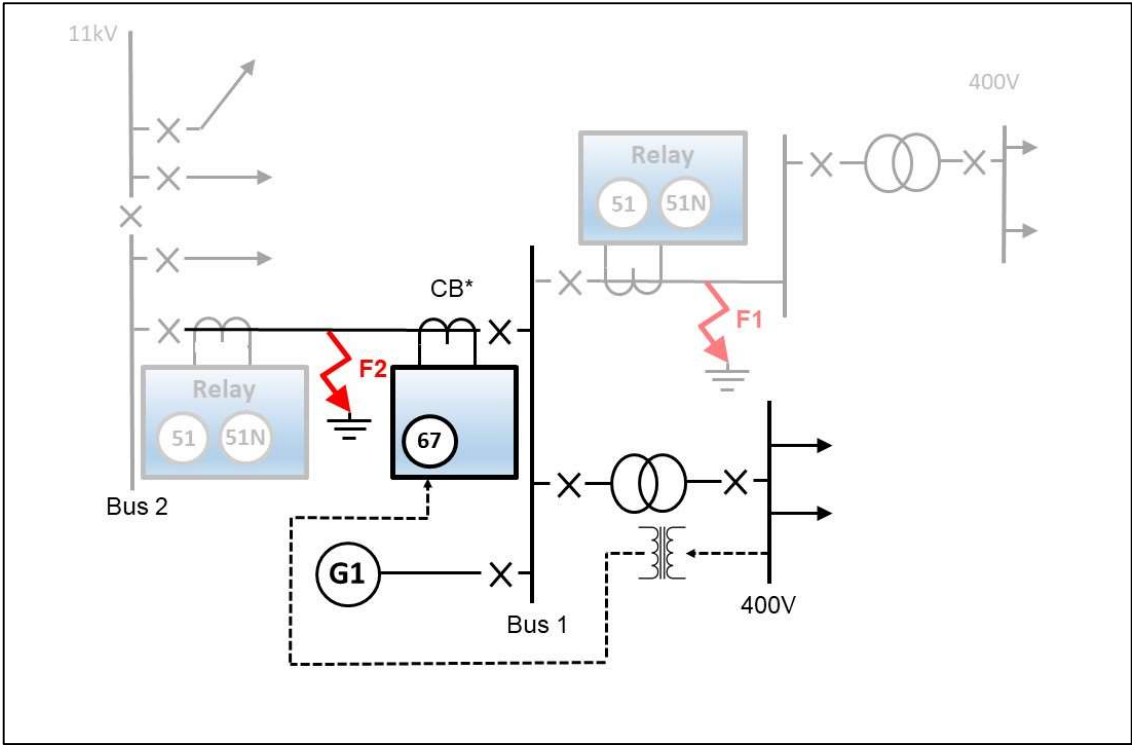 11kV
400V
Relay
51 51N
CB*
F1
F2
Relay
51 51N
67
Bus 2
G1
Bus 1
400V